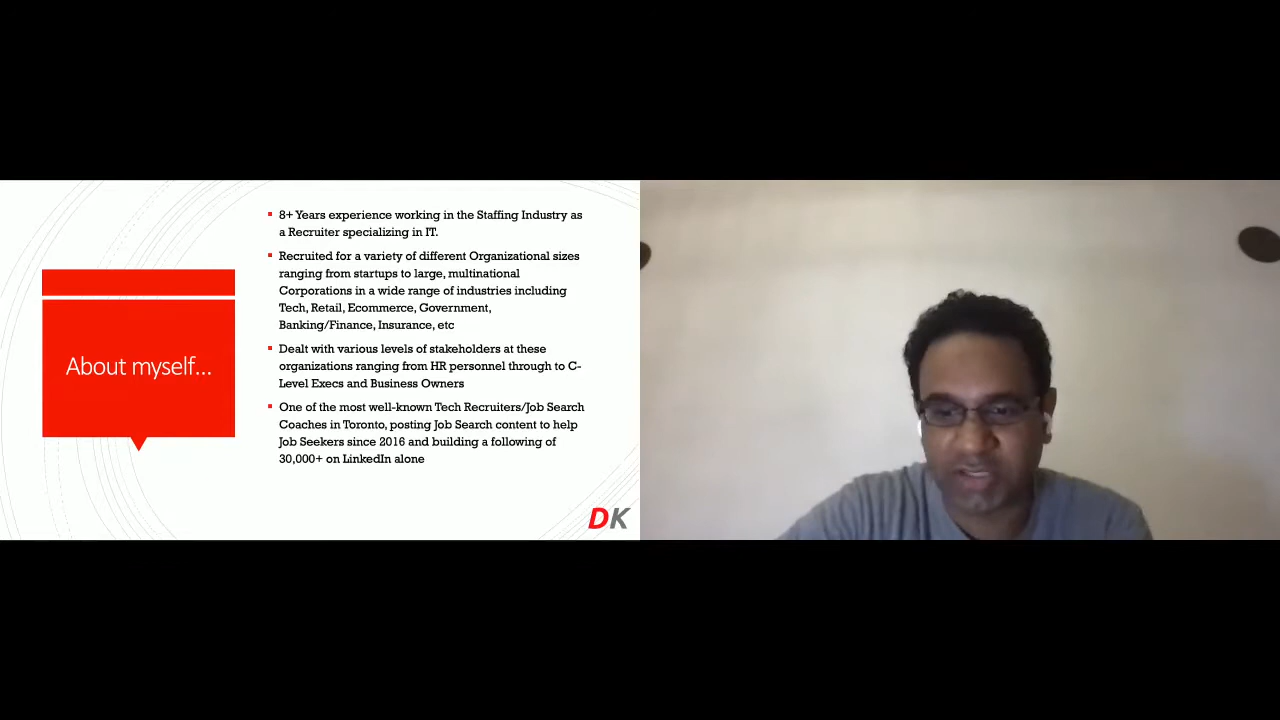 About myself...
8+ Years experience working in the Staffing Industry as
a Recruiter specializing in IT.
Recruited for a variety of different Organizational sizes
ranging from startups to large, multinational
Corporations in a wide range of industries including
Tech, Retail, Ecommerce, Government,
Banking/Finance, Insurance, etc
Dealt with various levels of stakeholders at these
organizations ranging from HR personnel through to C-
Level Execs and Business Owners
One of the most well-known Tech Recruiters/Job Search
Coaches in Toronto, posting Job Search content to help
Job Seekers since 2016 and building a following of
30,000+ on LinkedIn alone
DK